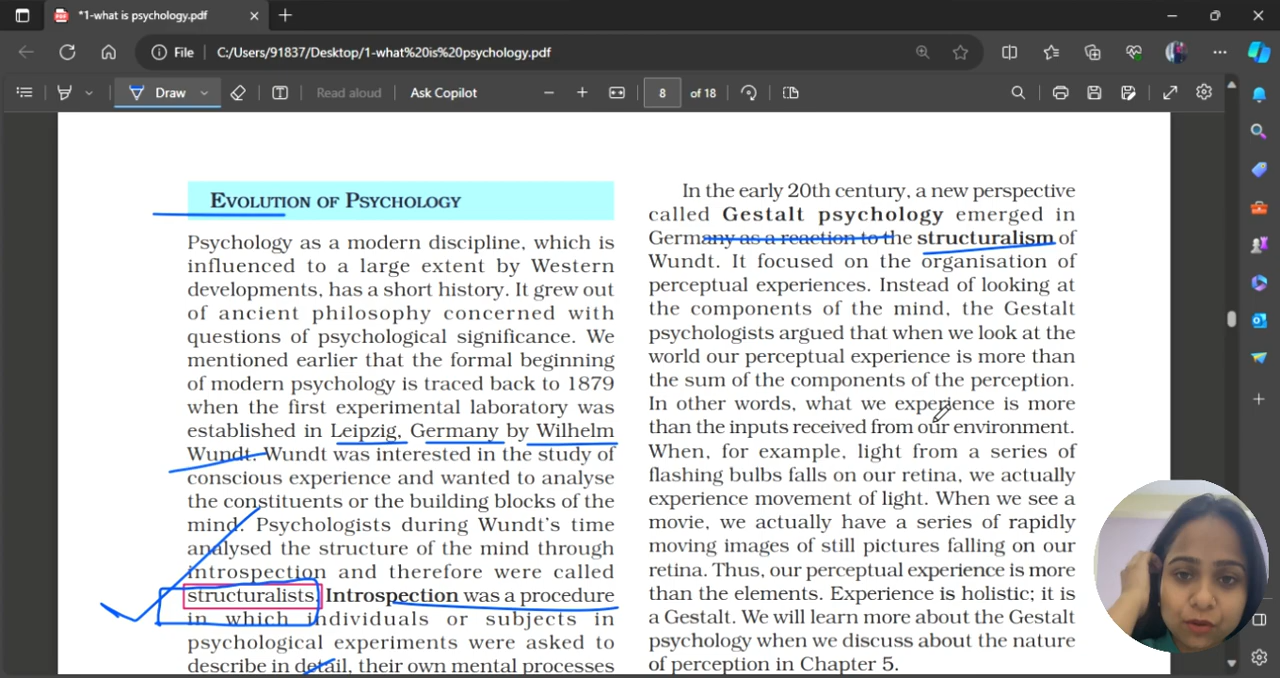 *1-what is psychology.pdf
File
C:/Users/91837/Desktop/1-what%20is%20psychology.pdf
Draw
Read aloud
Ask Copilot
8
of 18
EVOLUTION OF PSYCHOLOGY
Psychology as a modern discipline, which is
influenced to a large extent by Western
developments, has a short history. It grew out
of ancient philosophy concerned with
questions of psychological significance. We
mentioned earlier that the formal beginning
of modern psychology is traced back to 1879
when the first experimental laboratory was
established in Leipzig, Germany by Wilhelm
Wundt. Wundt was interested in the study of
conscious experience and wanted to analyse
the constituents or the building blocks of the
mind. Psychologists during Wundt's time
analysed the structure of the mind through
introspection and therefore were called
structuralists. Introspection was a procedure
in which individuals or subjects in
psychological experiments were asked to
describe in detail, their own mental processes
In the early 20th century, a new perspective
called Gestalt psychology emerged in
Germany as a reaction to the structuralism of
Wundt. It focused on the organisation of
perceptual experiences. Instead of looking at
the components of the mind, the Gestalt
psychologists argued that when we look at the
world our perceptual experience is more than
the sum of the components of the perception.
In other words, what we experience is more
than the inputs received from our environment.
When, for example, light from a series of
flashing bulbs falls on our retina, we actually
experience movement of light. When we see a
movie, we actually have a series of rapidly
moving images of still pictures falling on our
retina. Thus, our perceptual experience is more
than the elements. Experience is holistic; it is
a Gestalt. We will learn more about the Gestalt
psychology when we discuss about the nature
of perception in Chapter 5.